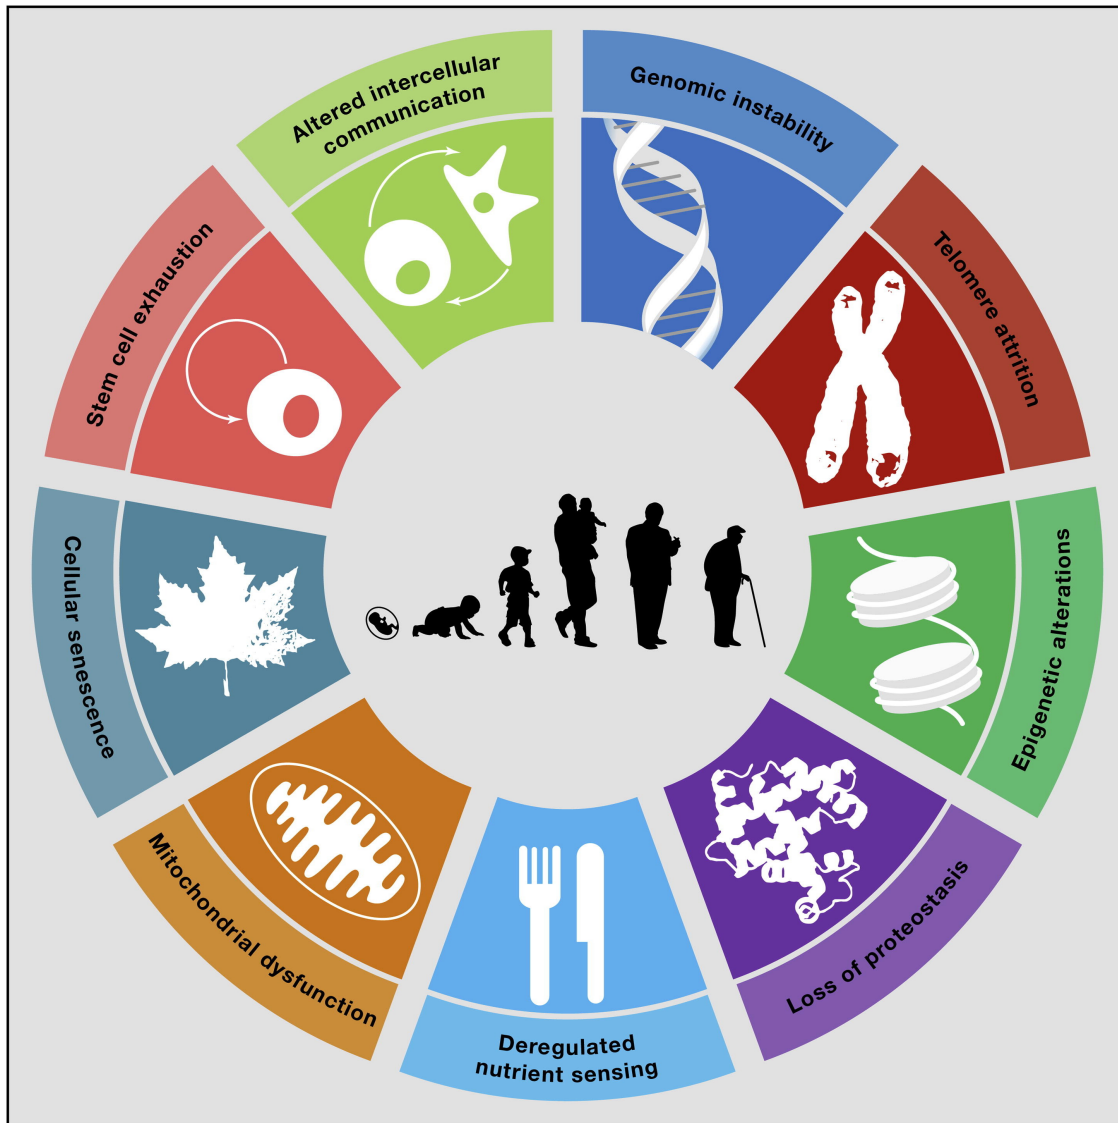 Genomic instability
Telomere attrition
Epigenetic alterations
Loss of proteostasis
Deregulated
nutrient sensing
Mitochondrial dysfunction
Cellular senescence
Stem cell exhaustion
Altered intercellular
communication